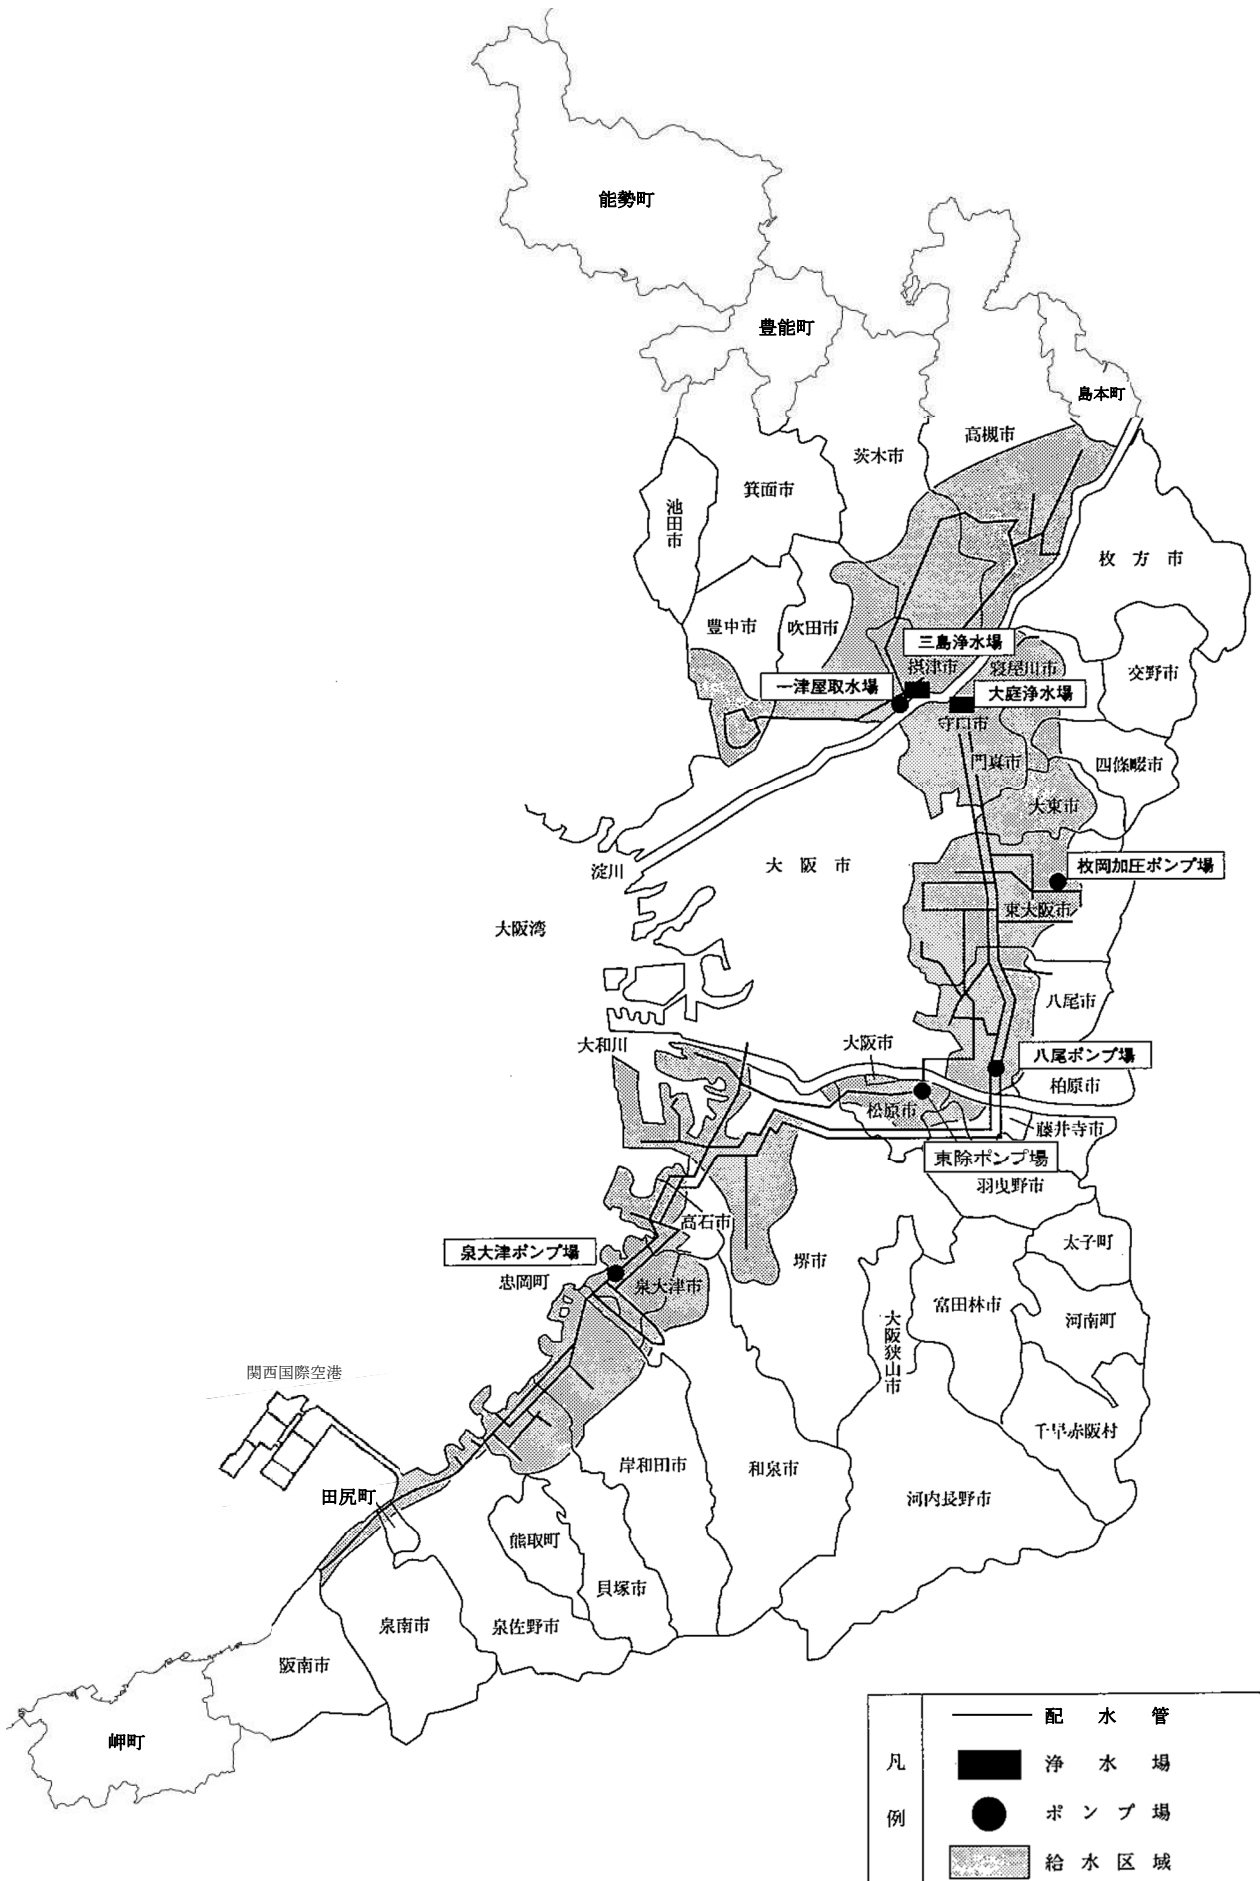 能勢町
豊能町
島本町
高槻市
茨木市
箕面市
池田市
枚方市
豊中市
吹田市
三島浄水場
摂津市
寝屋川市
交野市
一津屋取水場
大庭浄水場
守口市
門真市
四條畷市
大東市
淀川
大阪市
枚岡加圧ポンプ場
東大阪市
大阪湾
八尾市
大和川
大阪市
八尾ポンプ場
柏原市
松原市
藤井寺市
東除ポンプ場
羽曳野市
高石市
太子町
泉大津ポンプ場
堺市
忠岡町
泉大津市
富田林市
河南町
大阪狭山市
関西国際空港
千早赤阪村
岸和田市
和泉市
田尻町
河内長野市
熊取町
貝塚市
泉南市
泉佐野市
阪南市
岬町
凡例
配水管
浄水場
ポンプ場
給水区域